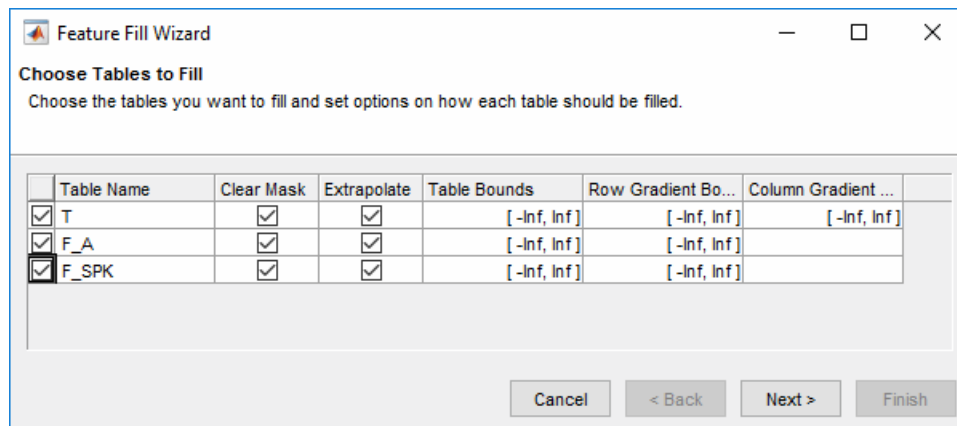 Feature Fill Wizard
Choose Tables to Fill
Choose the tables you want to fill and set options on how each table should be filled.
Table Name Clear Mask Extrapolate Table Bounds Row Gradient Bo... Column Gradient ...
T [ -Inf, Inf ] [ -Inf, Inf ] [ -Inf, Inf ]
F_A [ -Inf, Inf ] [ -Inf, Inf ]
F_SPK [ -Inf, Inf ] [ -Inf, Inf ]
Cancel < Back Next > Finish